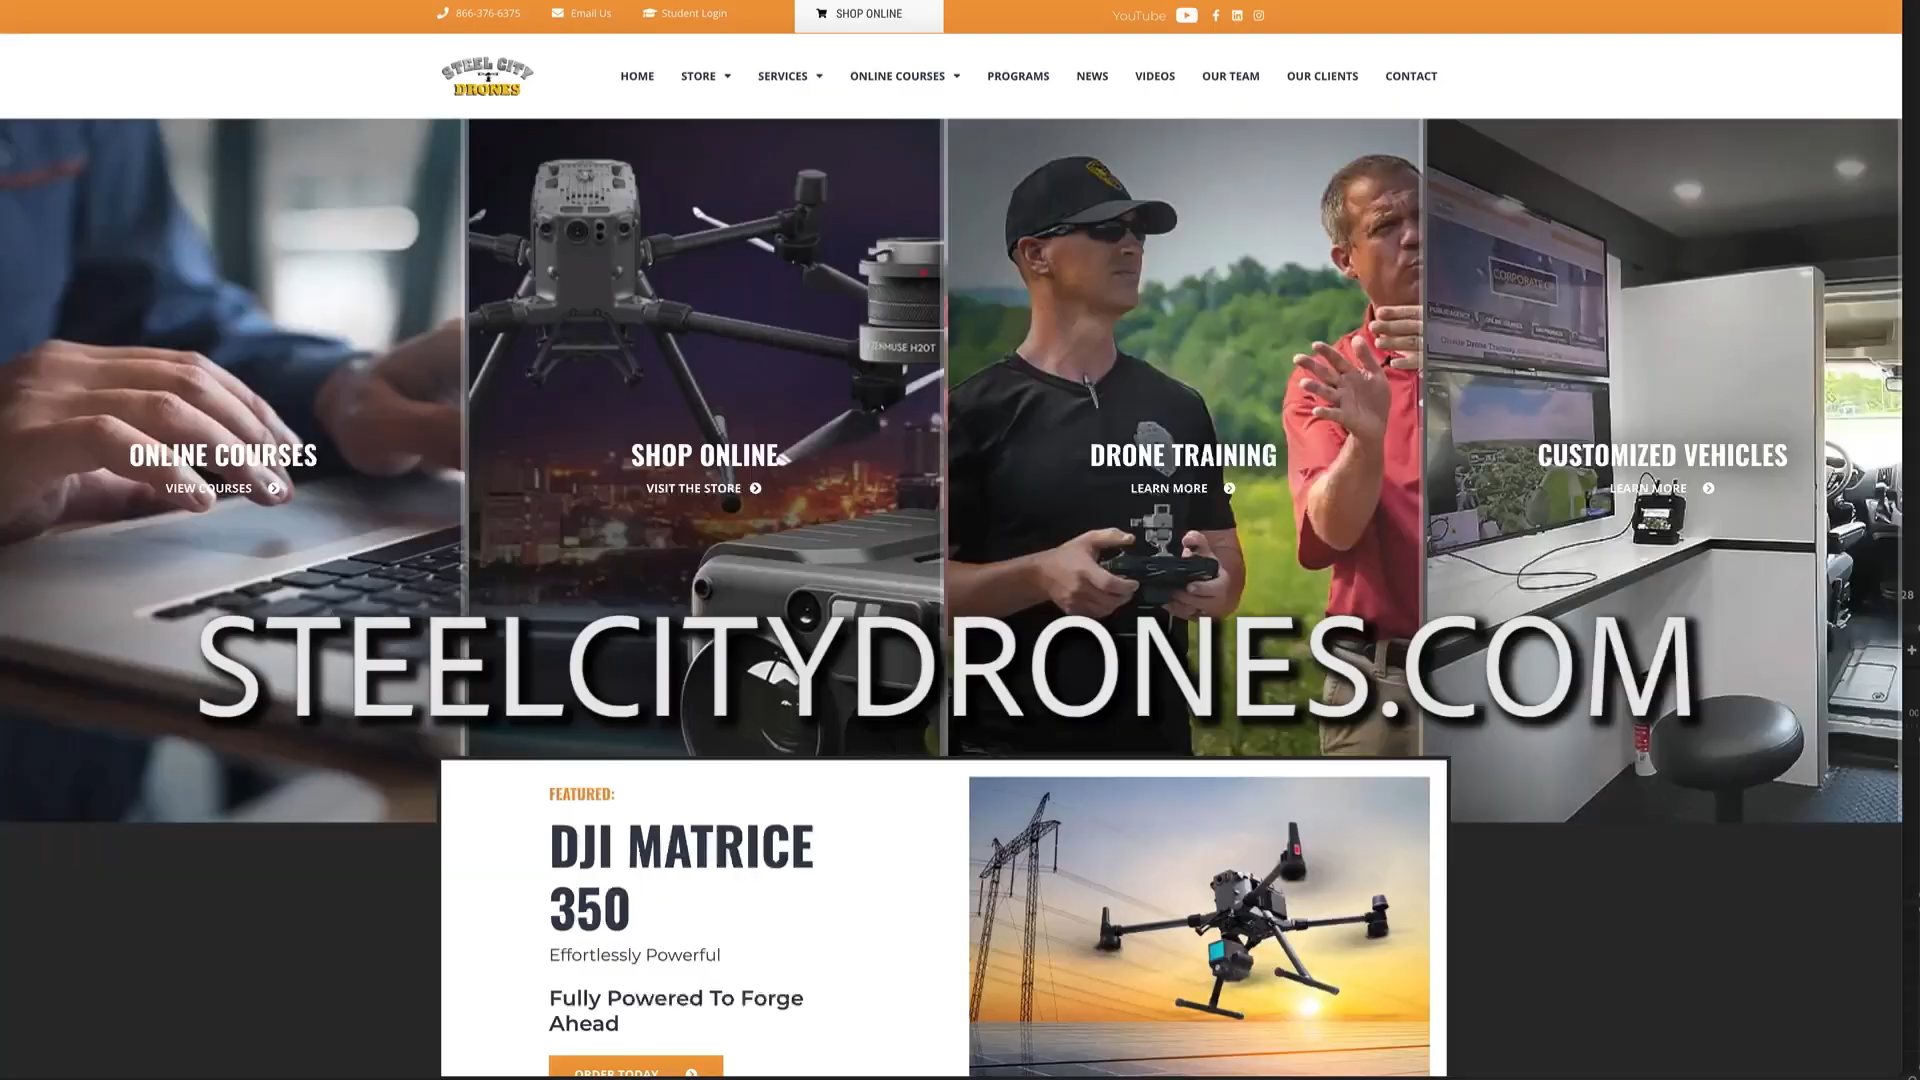 866-376-6375
Email Us
Student Login
SHOP ONLINE
YouTube
STEEL CITY
DRONES
HOME
STORE
SERVICES
ONLINE COURSES
PROGRAMS
NEWS
VIDEOS
OUR TEAM
OUR CLIENTS
CONTACT
ONLINE COURSES
VIEW COURSES
SHOP ONLINE
VISIT THE STORE
ZENMUSE H20T
DRONE TRAINING
LEARN MORE
CUSTOMIZED VEHICLES
LEARN MORE
STEELCITYDRONES.COM
FEATURED:
DJI MATRICE
350
Effortlessly Powerful
Fully Powered To Forge
Ahead
ORDER TODAY
28
00